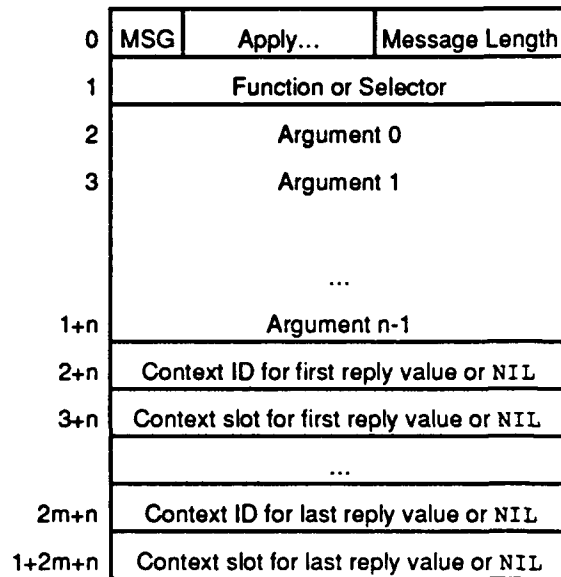 0 MSG Apply... Message Length
1 Function or Selector
2 Argument 0
3 Argument 1
...
1+n Argument n-1
2+n Context ID for first reply value or NIL
3+n Context slot for first reply value or NIL
...
2m+n Context ID for last reply value or NIL
1+2m+n Context slot for last reply value or NIL